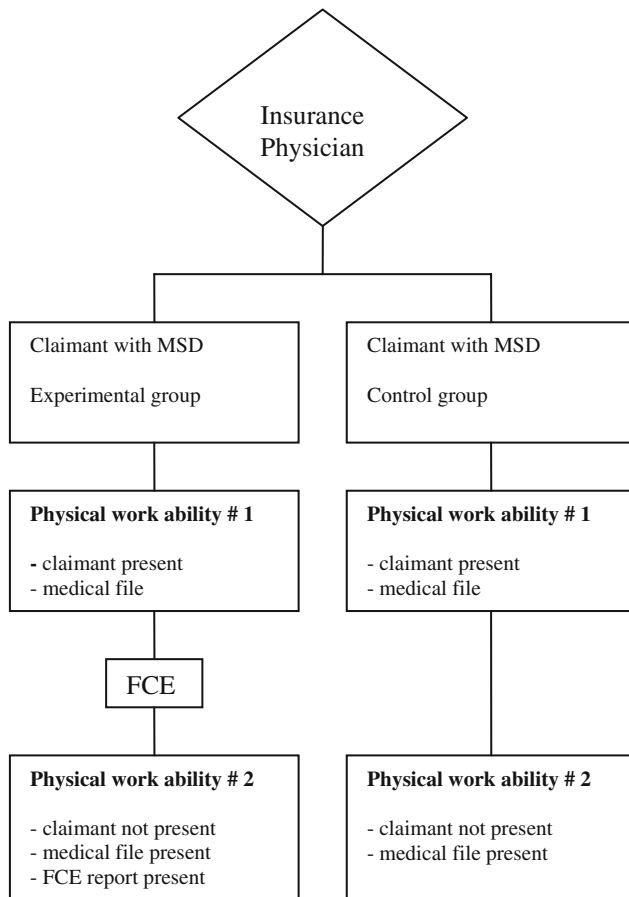 Insurance
Physician
Claimant with MSD
Experimental group
Claimant with MSD
Control group
Physical work ability # 1
- claimant present
- medical file
Physical work ability # 1
- claimant present
- medical file
FCE
Physical work ability # 2
- claimant not present
- medical file present
- FCE report present
Physical work ability # 2
- claimant not present
- medical file present